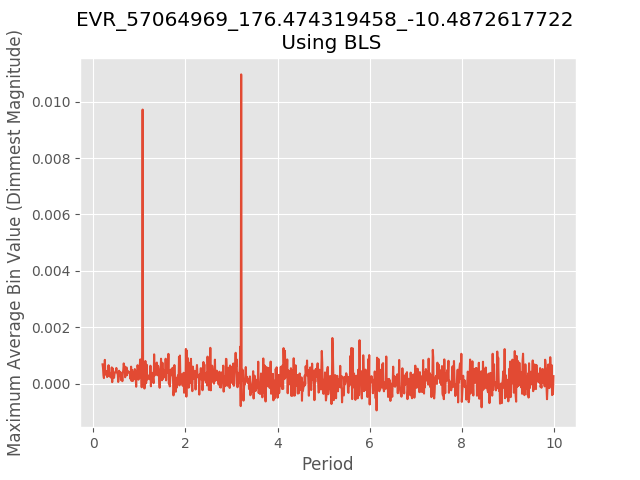 EVR_57064969_176.474319458_-10.4872617722
Using BLS
Maximum Average Bin Value (Dimmest Magnitude)
0.010
0.008
0.006
0.004
0.002
0.000
0 2 4 6 8 10
Period